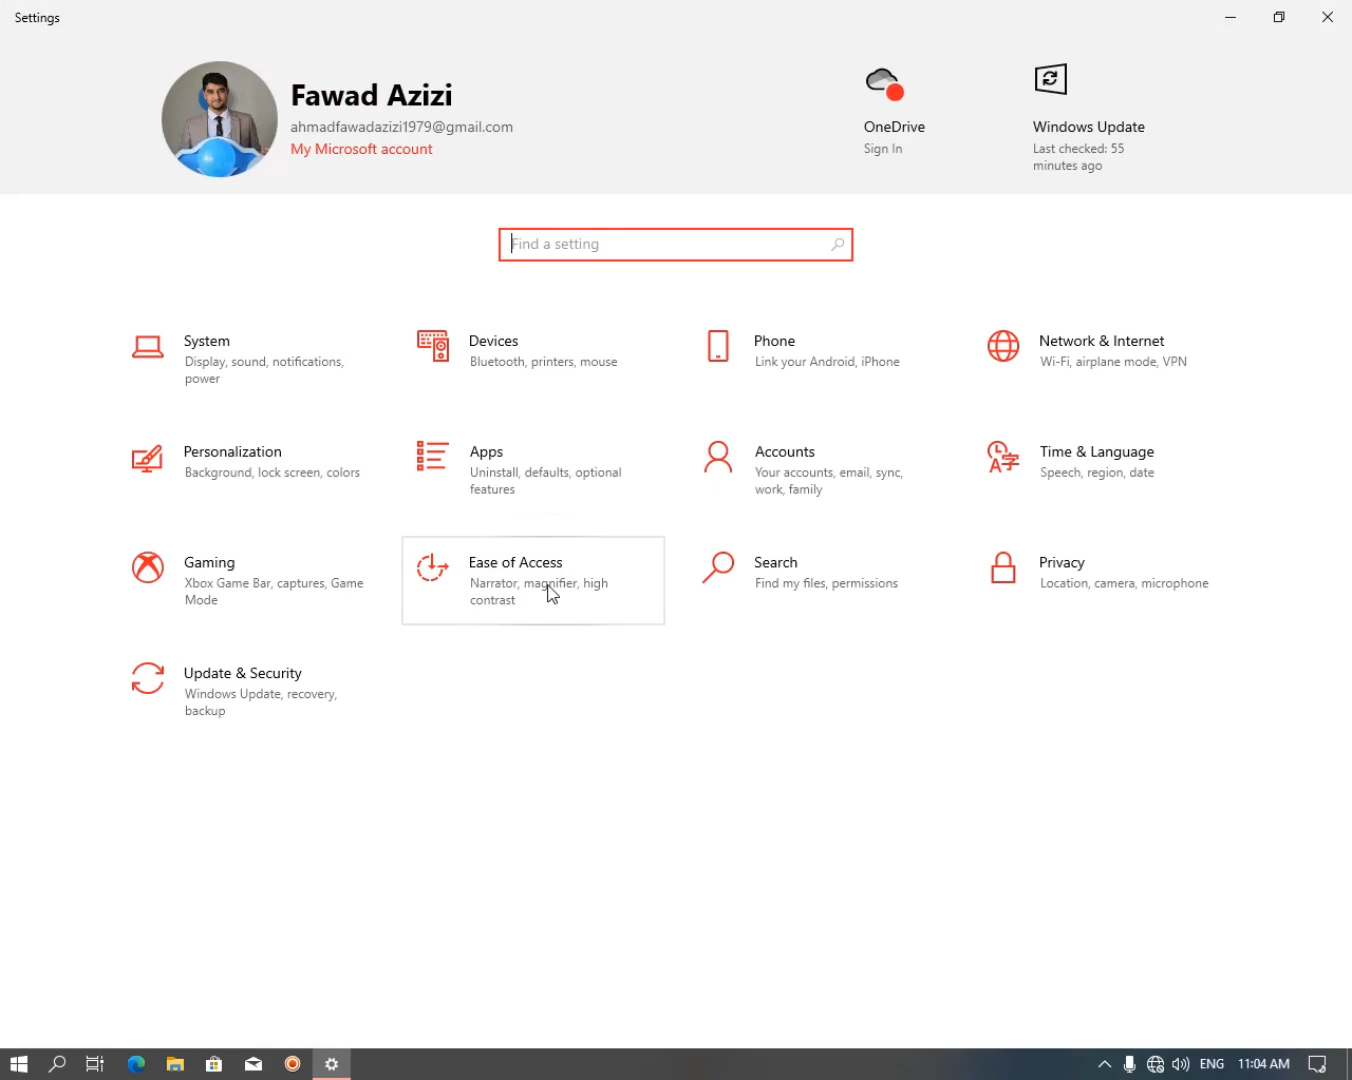 Settings
Fawad Azizi
ahmadfawadazizi1979@gmail.com
My Microsoft account
OneDrive
Sign In
Windows Update
Last checked: 55
minutes ago
Find a setting
System
Display, sound, notifications,
power
Devices
Bluetooth, printers, mouse
Phone
Link your Android, iPhone
Network & Internet
Wi-Fi, airplane mode, VPN
Personalization
Background, lock screen, colors
Apps
Uninstall, defaults, optional
features
Accounts
Your accounts, email, sync,
work, family
Time & Language
Speech, region, date
Gaming
Xbox Game Bar, captures, Game
Mode
Ease of Access
Narrator, magnifier, high
contrast
Search
Find my files, permissions
Privacy
Location, camera, microphone
Update & Security
Windows Update, recovery,
backup
ENG
11:04 AM